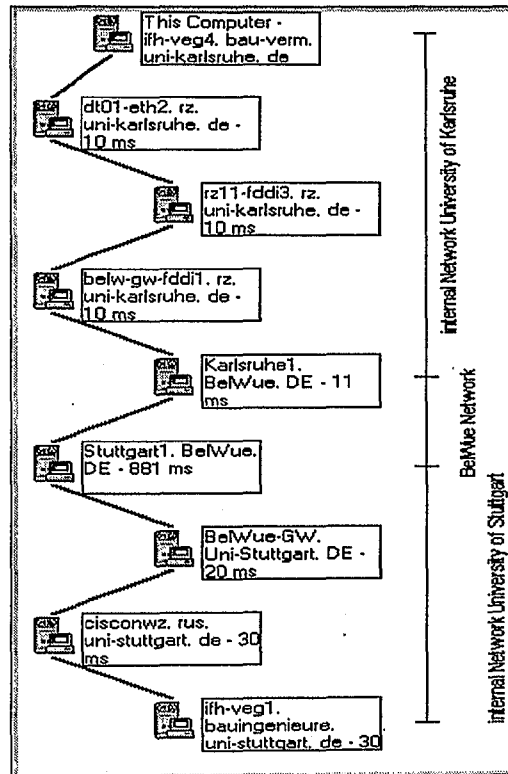 This Computer -
ifh-veg4. bau-verm.
uni-karlsruhe. de
dt01-eth2. rz.
uni-karlsruhe. de -
10 ms
rz11-fddi3. rz.
uni-karlsruhe. de -
10 ms
belw-gw-fddi1. rz.
uni-karlsruhe. de -
10 ms
Karlsruhe1.
BelWue. DE - 11
ms
Stuttgart1. BelWue.
DE - 881 ms
BelWue-GW.
Uni-Stuttgart. DE -
20 ms
cisconwz. rus.
uni-stuttgart. de - 30
ms
ifh-veg1.
bauingenieure.
uni-stuttgart. de - 30
internal Network University of Karlsruhe
BelWue Network
internal Network University of Stuttgart